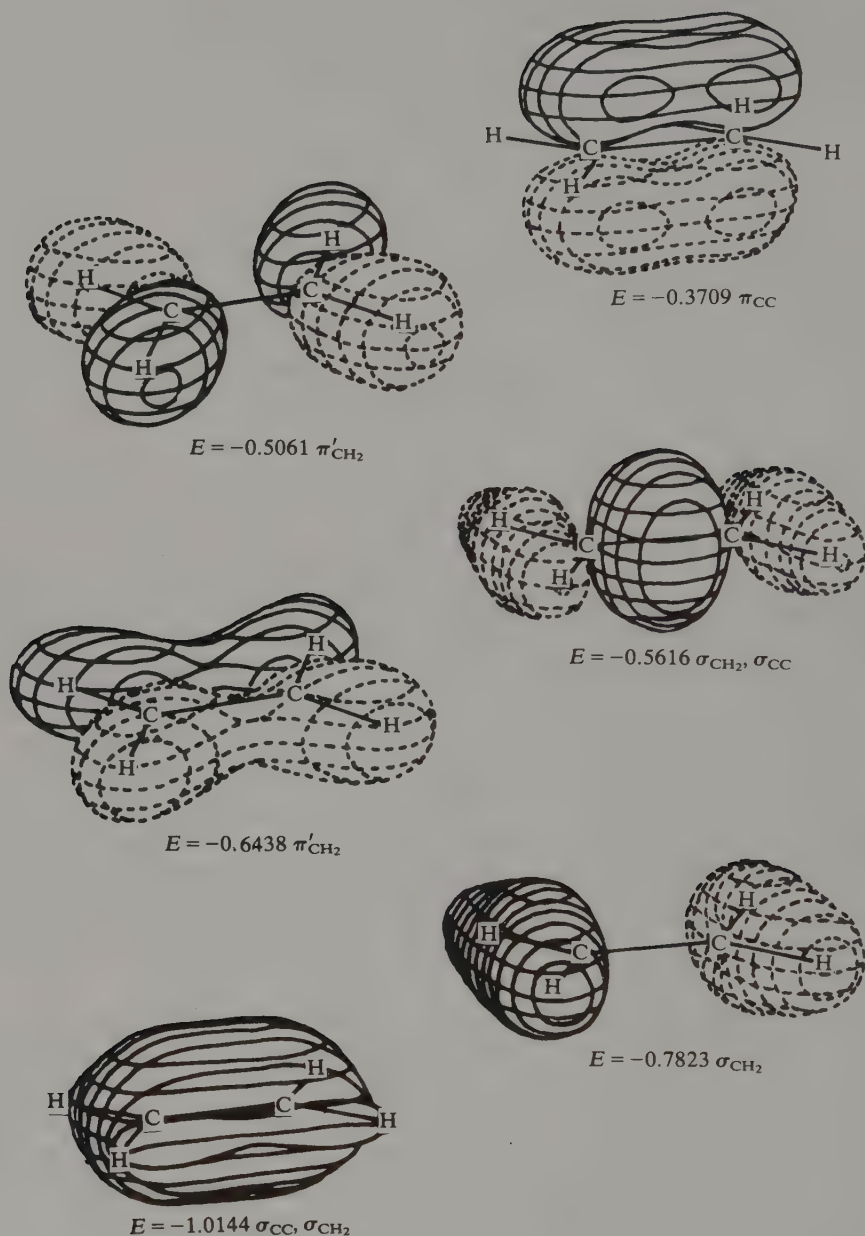 H
H
C
C
H
H
E = −0.3709 π_CC
H
H
C
C
H
H
E = −0.5061 π′_CH₂
H
H
C
C
H
H
E = −0.5616 σ_CH₂, σ_CC
H
H
C
C
H
H
E = −0.6438 π′_CH₂
H
H
C
C
H
H
E = −0.7823 σ_CH₂
H
H
C
C
H
H
E = −1.0144 σ_CC, σ_CH₂